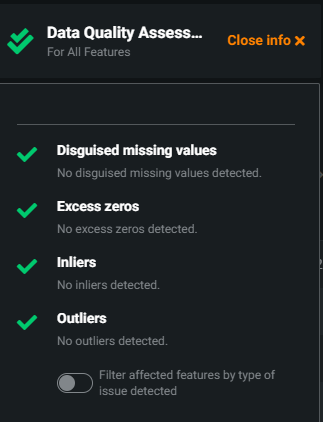 Data Quality Assess...
For All Features
Close info ✕
Disguised missing values
No disguised missing values detected.
Excess zeros
No excess zeros detected.
Inliers
No inliers detected.
Outliers
No outliers detected.
Filter affected features by type of
issue detected